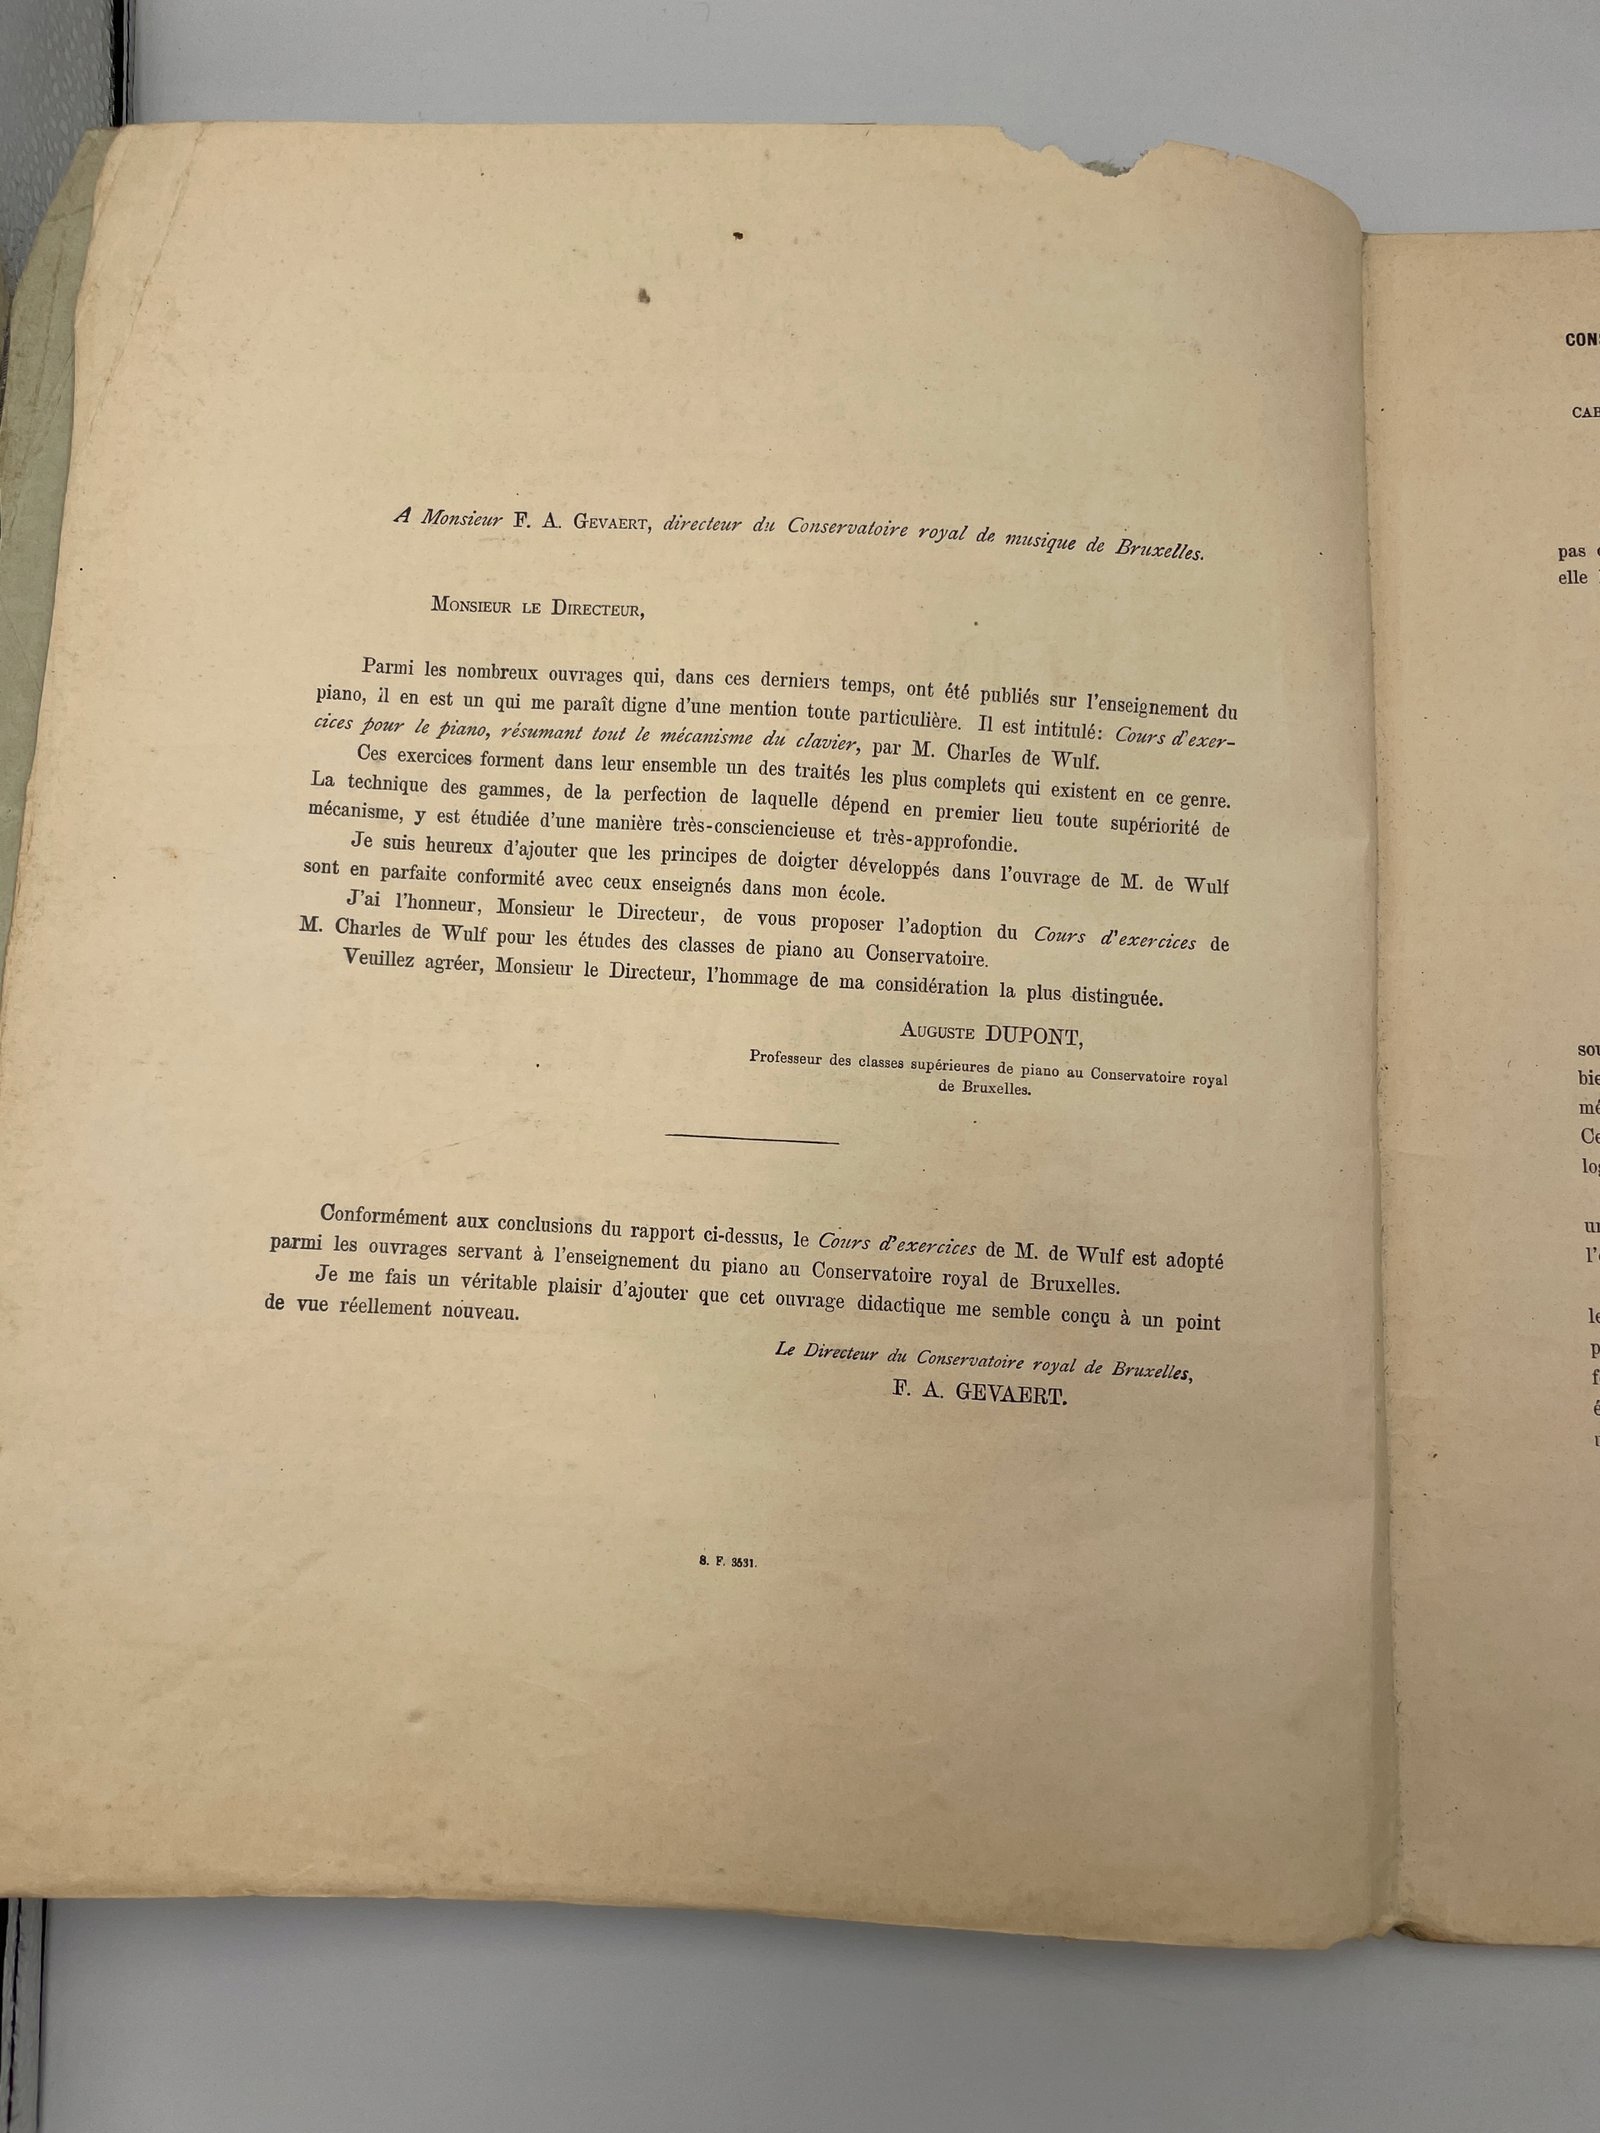 A Monsieur F. A. GEVAERT, directeur du Conservatoire royal de musique de Bruxelles.
MONSIEUR LE DIRECTEUR,
Parmi les nombreux ouvrages qui, dans ces derniers temps, ont été publiés sur l'enseignement du
piano, il en est un qui me paraît digne d'une mention toute particulière. Il est intitulé: Cours d'exer-
cices pour le piano, résumant tout le mécanisme du clavier, par M. Charles de Wulf.
Ces exercices forment dans leur ensemble un des traités les plus complets qui existent en ce genre.
La technique des gammes, de la perfection de laquelle dépend en premier lieu toute supériorité de
mécanisme, y est étudiée d'une manière très-consciencieuse et très-approfondie.
Je suis heureux d'ajouter que les principes de doigter développés dans l'ouvrage de M. de Wulf
sont en parfaite conformité avec ceux enseignés dans mon école.
J'ai l'honneur, Monsieur le Directeur, de vous proposer l'adoption du Cours d'exercices de
M. Charles de Wulf pour les études des classes de piano au Conservatoire.
Veuillez agréer, Monsieur le Directeur, l'hommage de ma considération la plus distinguée.
AUGUSTE DUPONT,
Professeur des classes supérieures de piano au Conservatoire royal
de Bruxelles.
Conformément aux conclusions du rapport ci-dessus, le Cours d'exercices de M. de Wulf est adopté
parmi les ouvrages servant à l'enseignement du piano au Conservatoire royal de Bruxelles.
Je me fais un véritable plaisir d'ajouter que cet ouvrage didactique me semble conçu à un point
de vue réellement nouveau.
Le Directeur du Conservatoire royal de Bruxelles,
F. A. GEVAERT.
S. F. 3531.
CONS
CAB
pas
elle
sou
bie
mé
Ce
log
un
l'
le
p
f
é